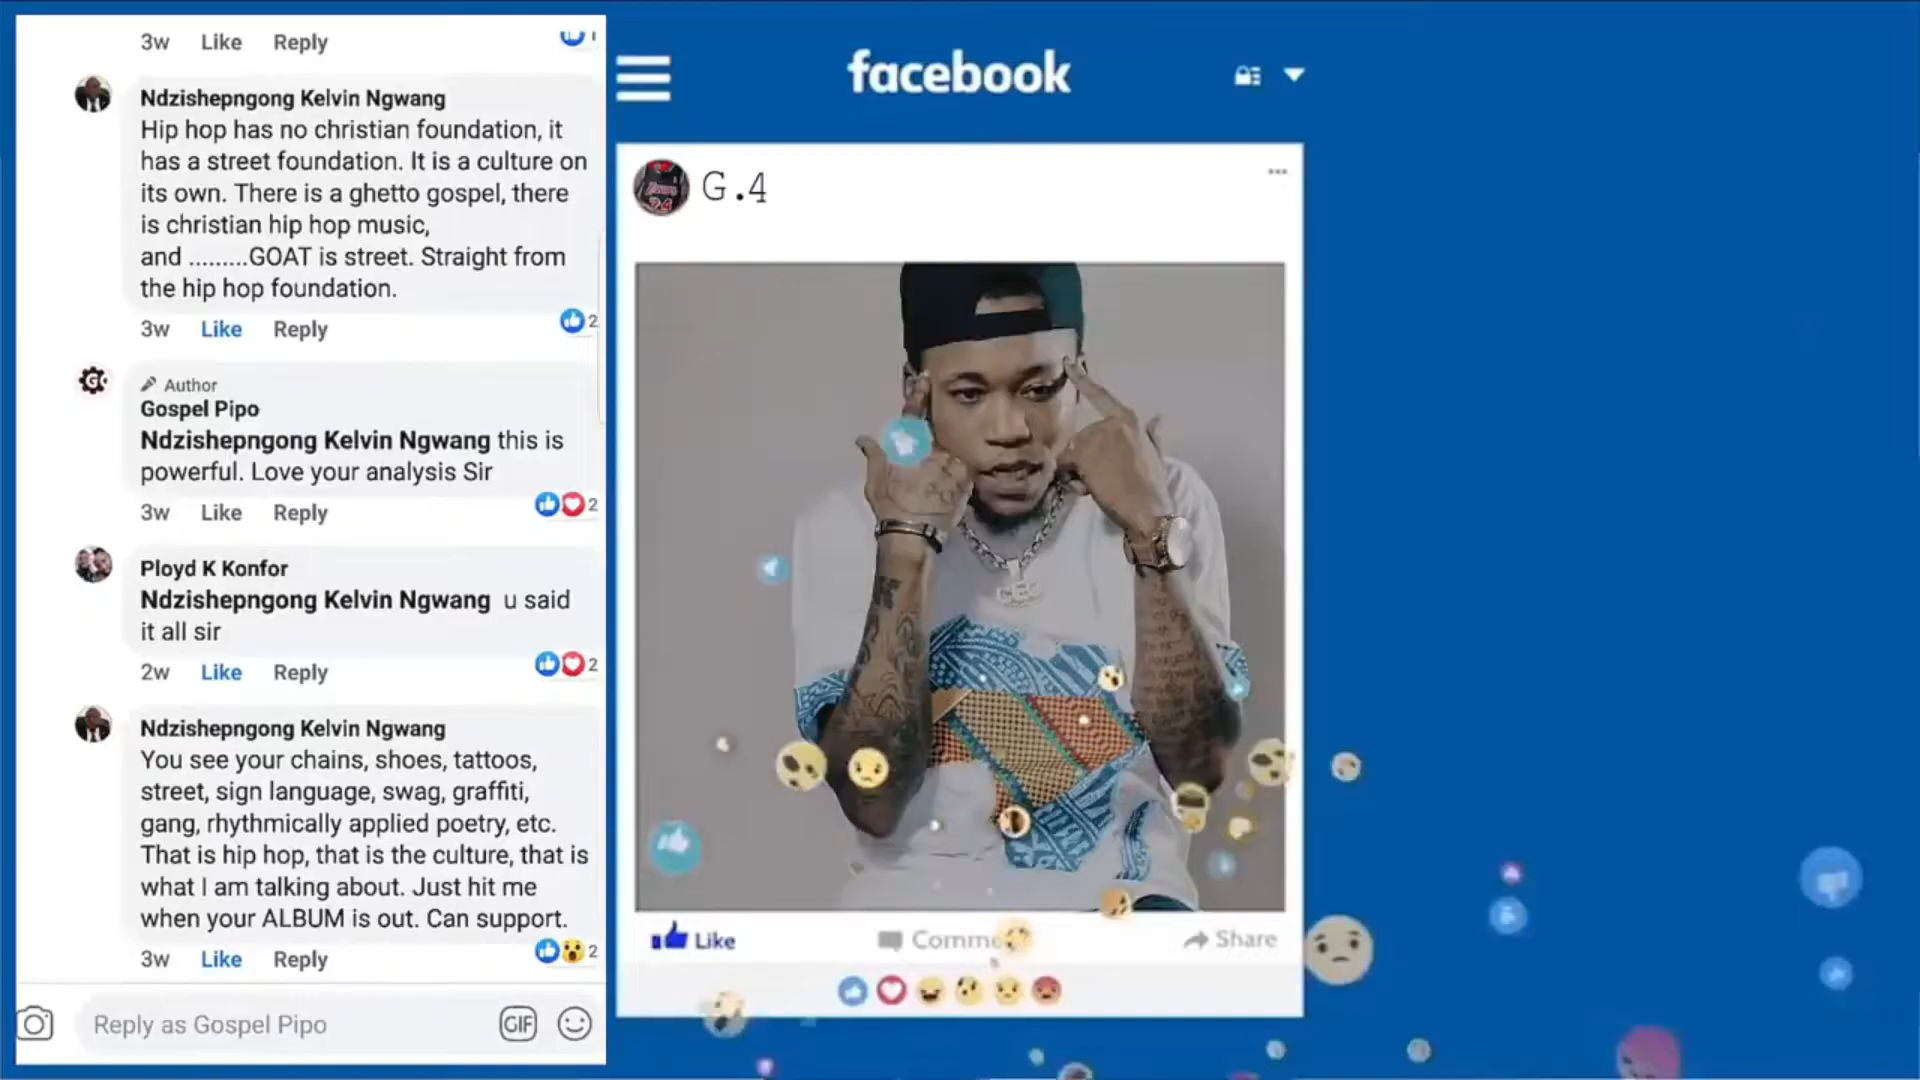 3w Like Reply
Ndzishepngong Kelvin Ngwang
Hip hop has no christian foundation, it
has a street foundation. It is a culture on
its own. There is a ghetto gospel, there
is christian hip hop music,
and .........GOAT is street. Straight from
the hip hop foundation.
3w Like Reply 2
Author
Gospel Pipo
Ndzishepngong Kelvin Ngwang this is
powerful. Love your analysis Sir
3w Like Reply 2
Ployd K Konfor
Ndzishepngong Kelvin Ngwang u said
it all sir
2w Like Reply 2
Ndzishepngong Kelvin Ngwang
You see your chains, shoes, tattoos,
street, sign language, swag, graffiti,
gang, rhythmically applied poetry, etc.
That is hip hop, that is the culture, that is
what I am talking about. Just hit me
when your ALBUM is out. Can support.
3w Like Reply 2
Reply as Gospel Pipo GIF
facebook
G.4
Like Share